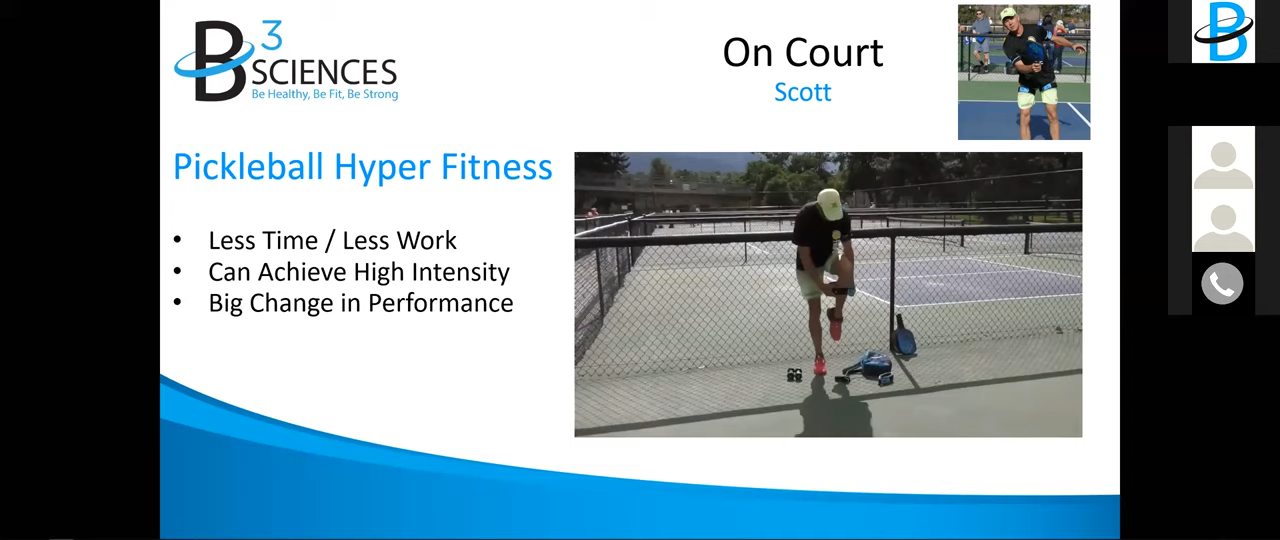 B3 SCIENCES
Be Healthy, Be Fit, Be Strong
On Court
Scott
B
Pickleball Hyper Fitness
• Less Time / Less Work
• Can Achieve High Intensity
• Big Change in Performance